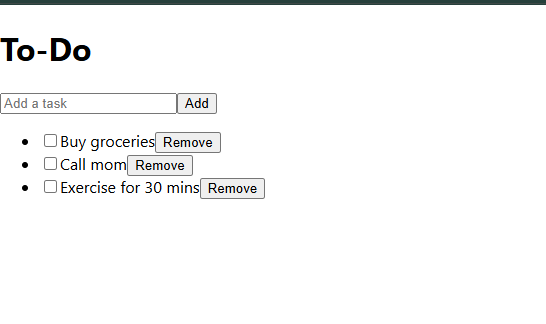 To-Do
Add a task Add
Buy groceries Remove
Call mom Remove
Exercise for 30 mins Remove